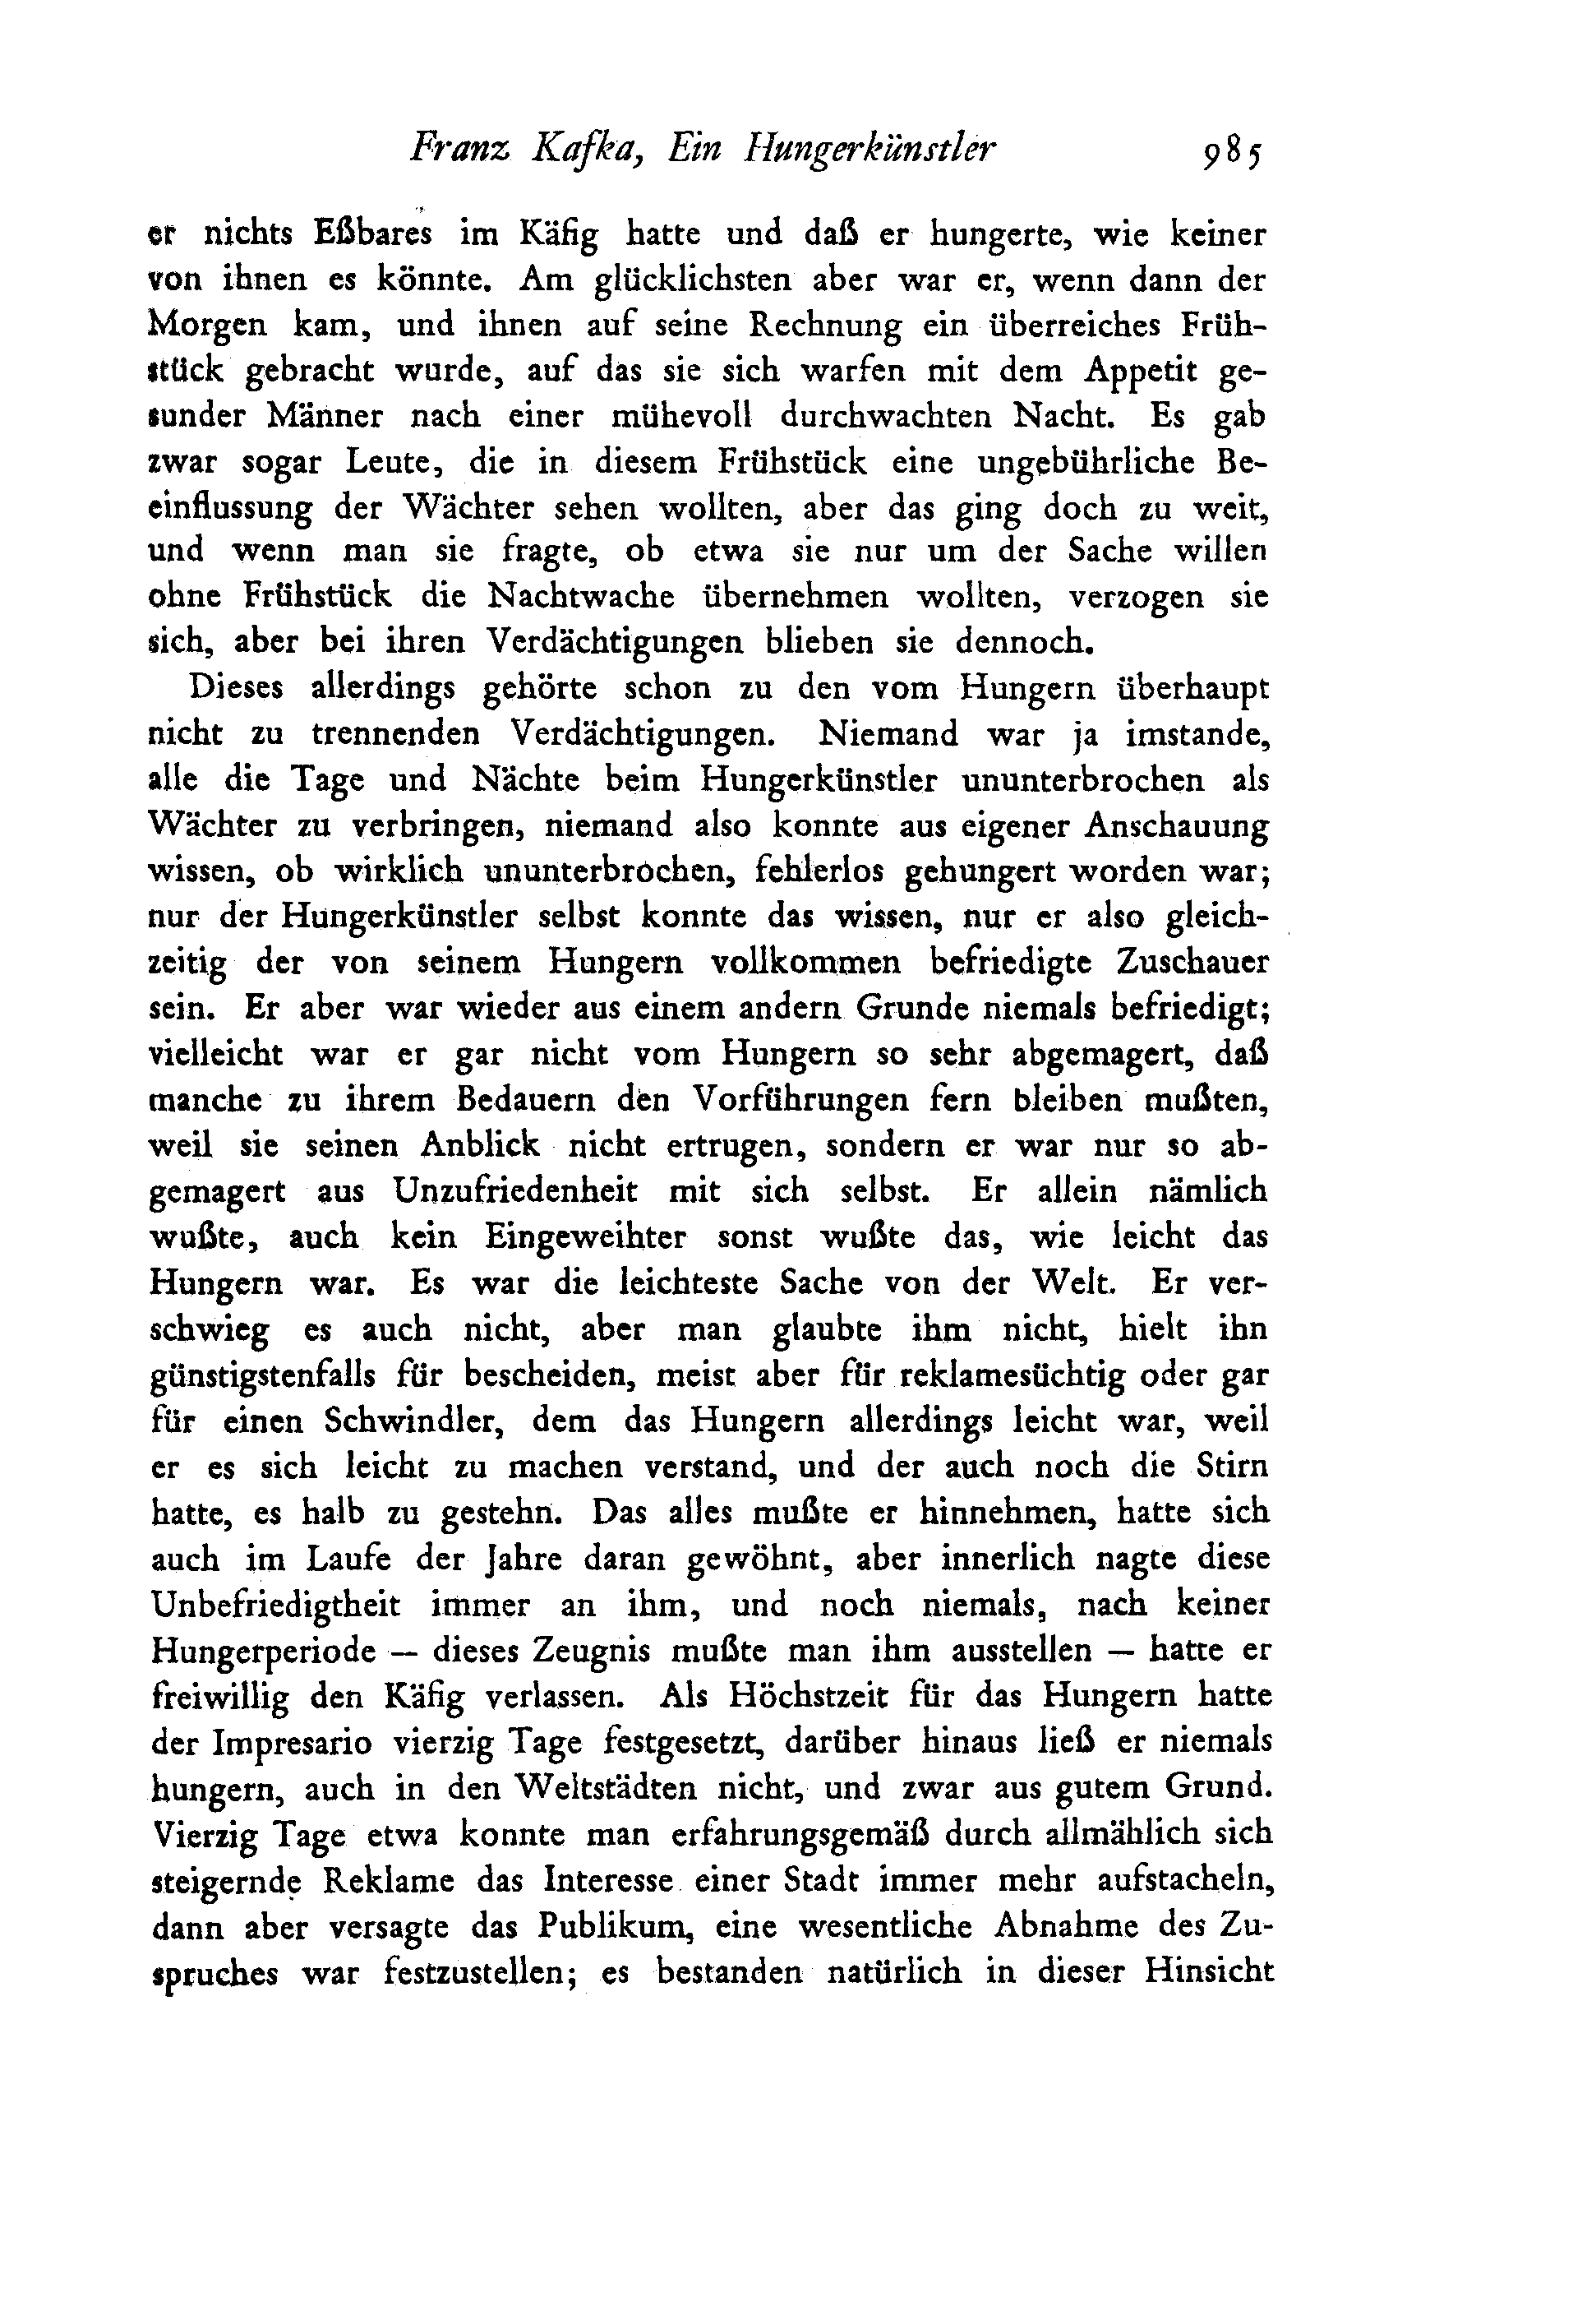 Franz Kafka, Ein Hungerkünstler 985
er nichts Eßbares im Käfig hatte und daß er hungerte, wie keiner
von ihnen es könnte. Am glücklichsten aber war er, wenn dann der
Morgen kam, und ihnen auf seine Rechnung ein überreiches Früh-
stück gebracht wurde, auf das sie sich warfen mit dem Appetit ge-
sunder Männer nach einer mühevoll durchwachten Nacht. Es gab
zwar sogar Leute, die in diesem Frühstück eine ungebührliche Be-
einflussung der Wächter sehen wollten, aber das ging doch zu weit,
und wenn man sie fragte, ob etwa sie nur um der Sache willen
ohne Frühstück die Nachtwache übernehmen wollten, verzogen sie
sich, aber bei ihren Verdächtigungen blieben sie dennoch.
Dieses allerdings gehörte schon zu den vom Hungern überhaupt
nicht zu trennenden Verdächtigungen. Niemand war ja imstande,
alle die Tage und Nächte beim Hungerkünstler ununterbrochen als
Wächter zu verbringen, niemand also konnte aus eigener Anschauung
wissen, ob wirklich ununterbrochen, fehlerlos gehungert worden war;
nur der Hungerkünstler selbst konnte das wissen, nur er also gleich-
zeitig der von seinem Hungern vollkommen befriedigte Zuschauer
sein. Er aber war wieder aus einem andern Grunde niemals befriedigt;
vielleicht war er gar nicht vom Hungern so sehr abgemagert, daß
manche zu ihrem Bedauern den Vorführungen fern bleiben mußten,
weil sie seinen Anblick nicht ertrugen, sondern er war nur so ab-
gemagert aus Unzufriedenheit mit sich selbst. Er allein nämlich
wußte, auch kein Eingeweihter sonst wußte das, wie leicht das
Hungern war. Es war die leichteste Sache von der Welt. Er ver-
schwieg es auch nicht, aber man glaubte ihm nicht, hielt ihn
günstigstenfalls für bescheiden, meist aber für reklamesüchtig oder gar
für einen Schwindler, dem das Hungern allerdings leicht war, weil
er es sich leicht zu machen verstand, und der auch noch die Stirn
hatte, es halb zu gestehn. Das alles mußte er hinnehmen, hatte sich
auch im Laufe der Jahre daran gewöhnt, aber innerlich nagte diese
Unbefriedigtheit immer an ihm, und noch niemals, nach keiner
Hungerperiode — dieses Zeugnis mußte man ihm ausstellen — hatte er
freiwillig den Käfig verlassen. Als Höchstzeit für das Hungern hatte
der Impresario vierzig Tage festgesetzt, darüber hinaus ließ er niemals
hungern, auch in den Weltstädten nicht, und zwar aus gutem Grund.
Vierzig Tage etwa konnte man erfahrungsgemäß durch allmählich sich
steigernde Reklame das Interesse einer Stadt immer mehr aufstacheln,
dann aber versagte das Publikum, eine wesentliche Abnahme des Zu-
spruches war festzustellen; es bestanden natürlich in dieser Hinsicht